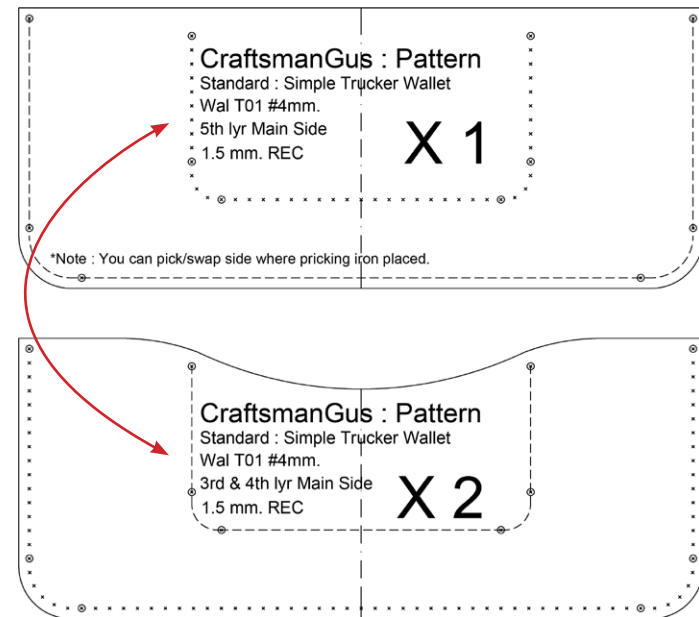 CraftsmanGus : Pattern
Standard : Simple Trucker Wallet
Wal T01 #4mm.
5th lyr Main Side
1.5 mm. REC
X 1
*Note : You can pick/swap side where pricking iron placed.
CraftsmanGus : Pattern
Standard : Simple Trucker Wallet
Wal T01 #4mm.
3rd & 4th lyr Main Side
1.5 mm. REC
X 2